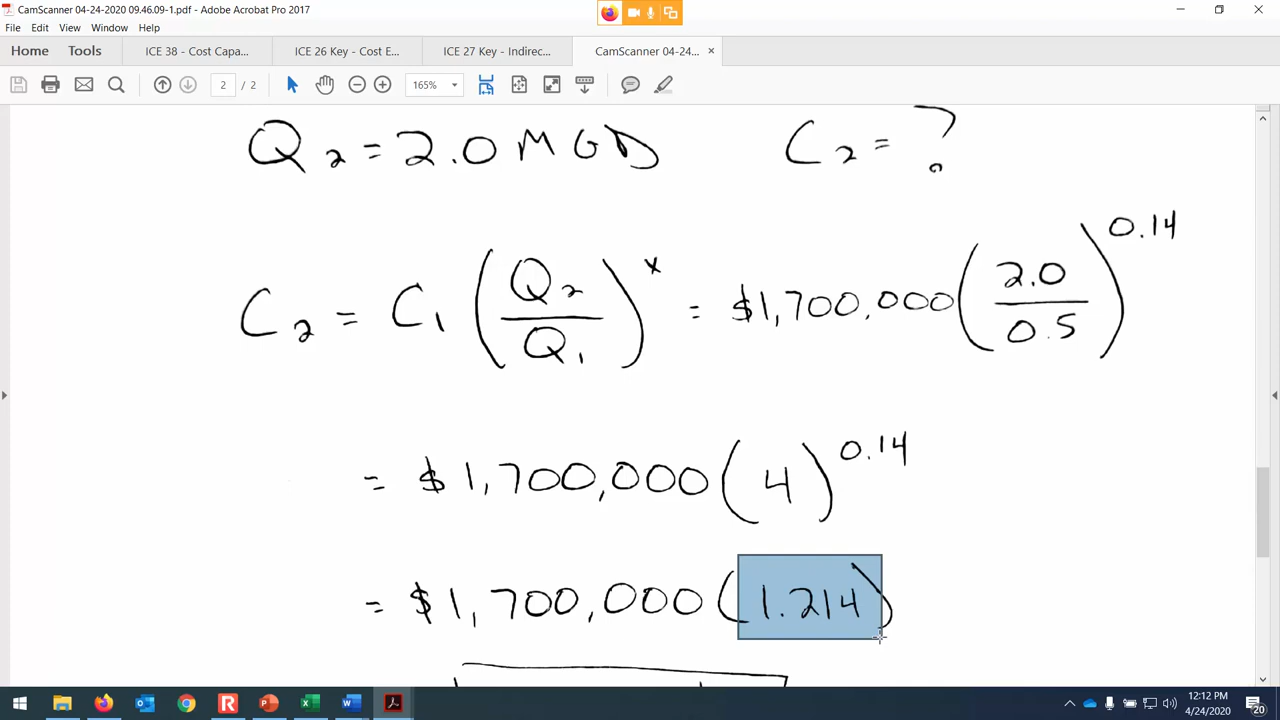 CamScanner 04-24-2020 09.46.09-1.pdf - Adobe Acrobat Pro 2017
File Edit View Window Help
Home Tools ICE 38 - Cost Capa... ICE 26 Key - Cost E... ICE 27 Key - Indirec... CamScanner 04-24... ×
2 / 2 165%
Q2 = 2.0 MGD C2 = ?
C2 = C1 (Q2/Q1)^x = $1,700,000 (2.0/0.5)^0.14
= $1,700,000 (4)^0.14
= $1,700,000 (1.214)
12:12 PM
4/24/2020
20